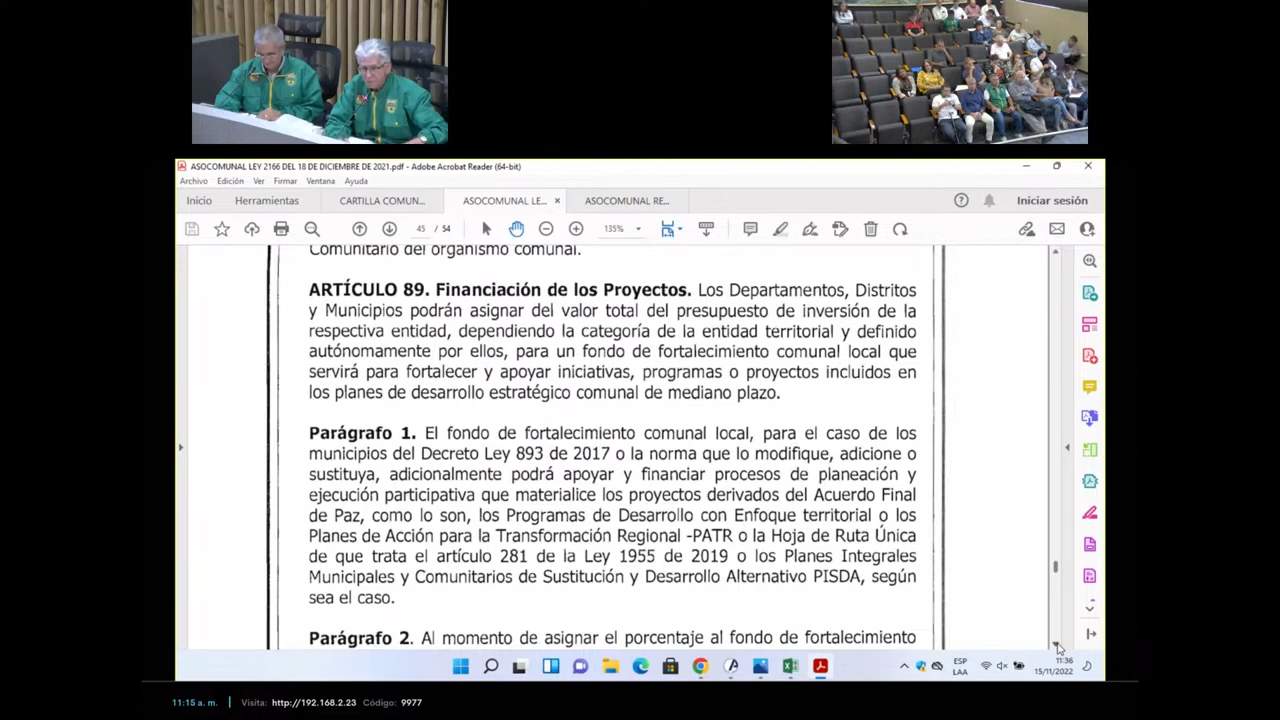 ASOCOMUNAL LEY 2166 DEL 18 DE DICIEMBRE DE 2021.pdf - Adobe Acrobat Reader (64-bit)
Archivo Edición Ver Firmar Ventana Ayuda
Inicio Herramientas CARTILLA COMUN... ASOCOMUNAL LE... × ASOCOMUNAL RE... Iniciar sesión
45 / 54 135%
Comunitario del organismo comunal.
ARTÍCULO 89. Financiación de los Proyectos. Los Departamentos, Distritos
y Municipios podrán asignar del valor total del presupuesto de inversión de la
respectiva entidad, dependiendo la categoría de la entidad territorial y definido
autónomamente por ellos, para un fondo de fortalecimiento comunal local que
servirá para fortalecer y apoyar iniciativas, programas o proyectos incluidos en
los planes de desarrollo estratégico comunal de mediano plazo.
Parágrafo 1. El fondo de fortalecimiento comunal local, para el caso de los
municipios del Decreto Ley 893 de 2017 o la norma que lo modifique, adicione o
sustituya, adicionalmente podrá apoyar y financiar procesos de planeación y
ejecución participativa que materialice los proyectos derivados del Acuerdo Final
de Paz, como lo son, los Programas de Desarrollo con Enfoque territorial o los
Planes de Acción para la Transformación Regional -PATR o la Hoja de Ruta Única
de que trata el artículo 281 de la Ley 1955 de 2019 o los Planes Integrales
Municipales y Comunitarios de Sustitución y Desarrollo Alternativo PISDA, según
sea el caso.
Parágrafo 2. Al momento de asignar el porcentaje al fondo de fortalecimiento
ESP
LAA
11:36
15/11/2022
11:15 a. m. | Visita: http://192.168.2.23 Código: 9977